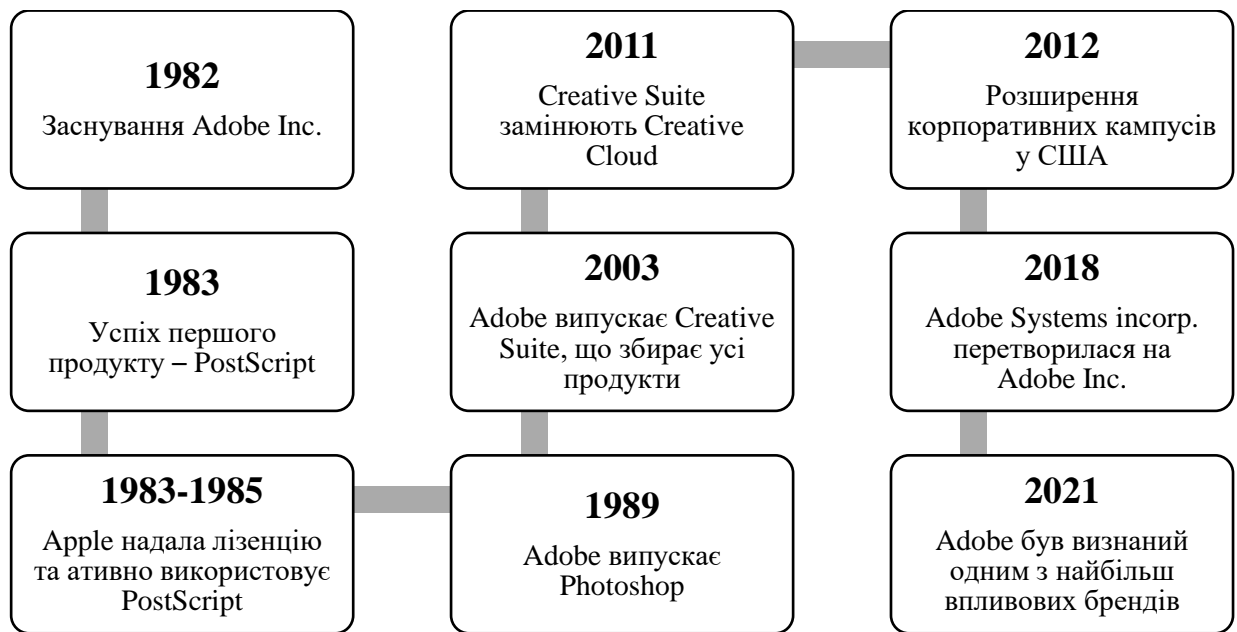 1982
Заснування Adobe Inc.
1983
Успіх першого
продукту – PostScript
1983-1985
Apple надала лізенцію
та ативно використовує
PostScript
1989
Adobe випускає
Photoshop
2003
Adobe випускає Creative
Suite, що збирає усі
продукти
2011
Creative Suite
замінюють Creative
Cloud
2012
Розширення
корпоративних кампусів
у США
2018
Adobe Systems incorp.
перетворилася на
Adobe Inc.
2021
Adobe був визнаний
одним з найбільш
впливових брендів